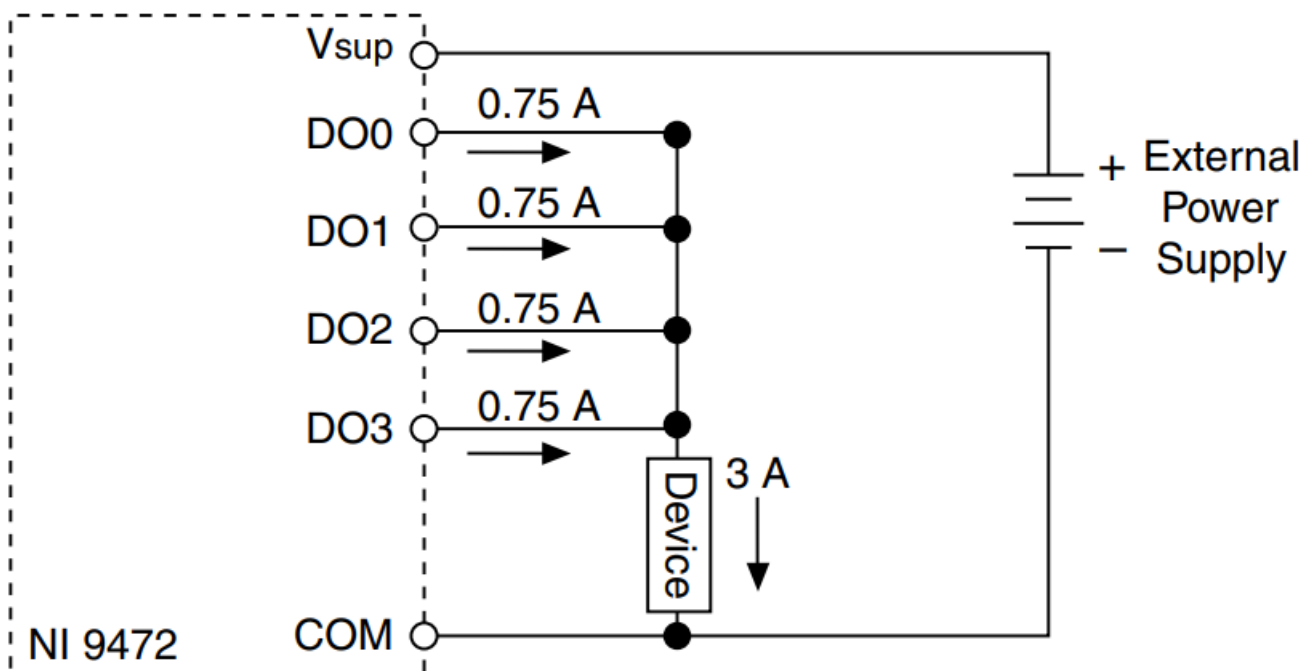 Vsup
0.75 A
DO0
0.75 A
DO1
0.75 A
DO2
0.75 A
DO3
+
External
Power
−
Supply
Device
3 A
COM
NI 9472